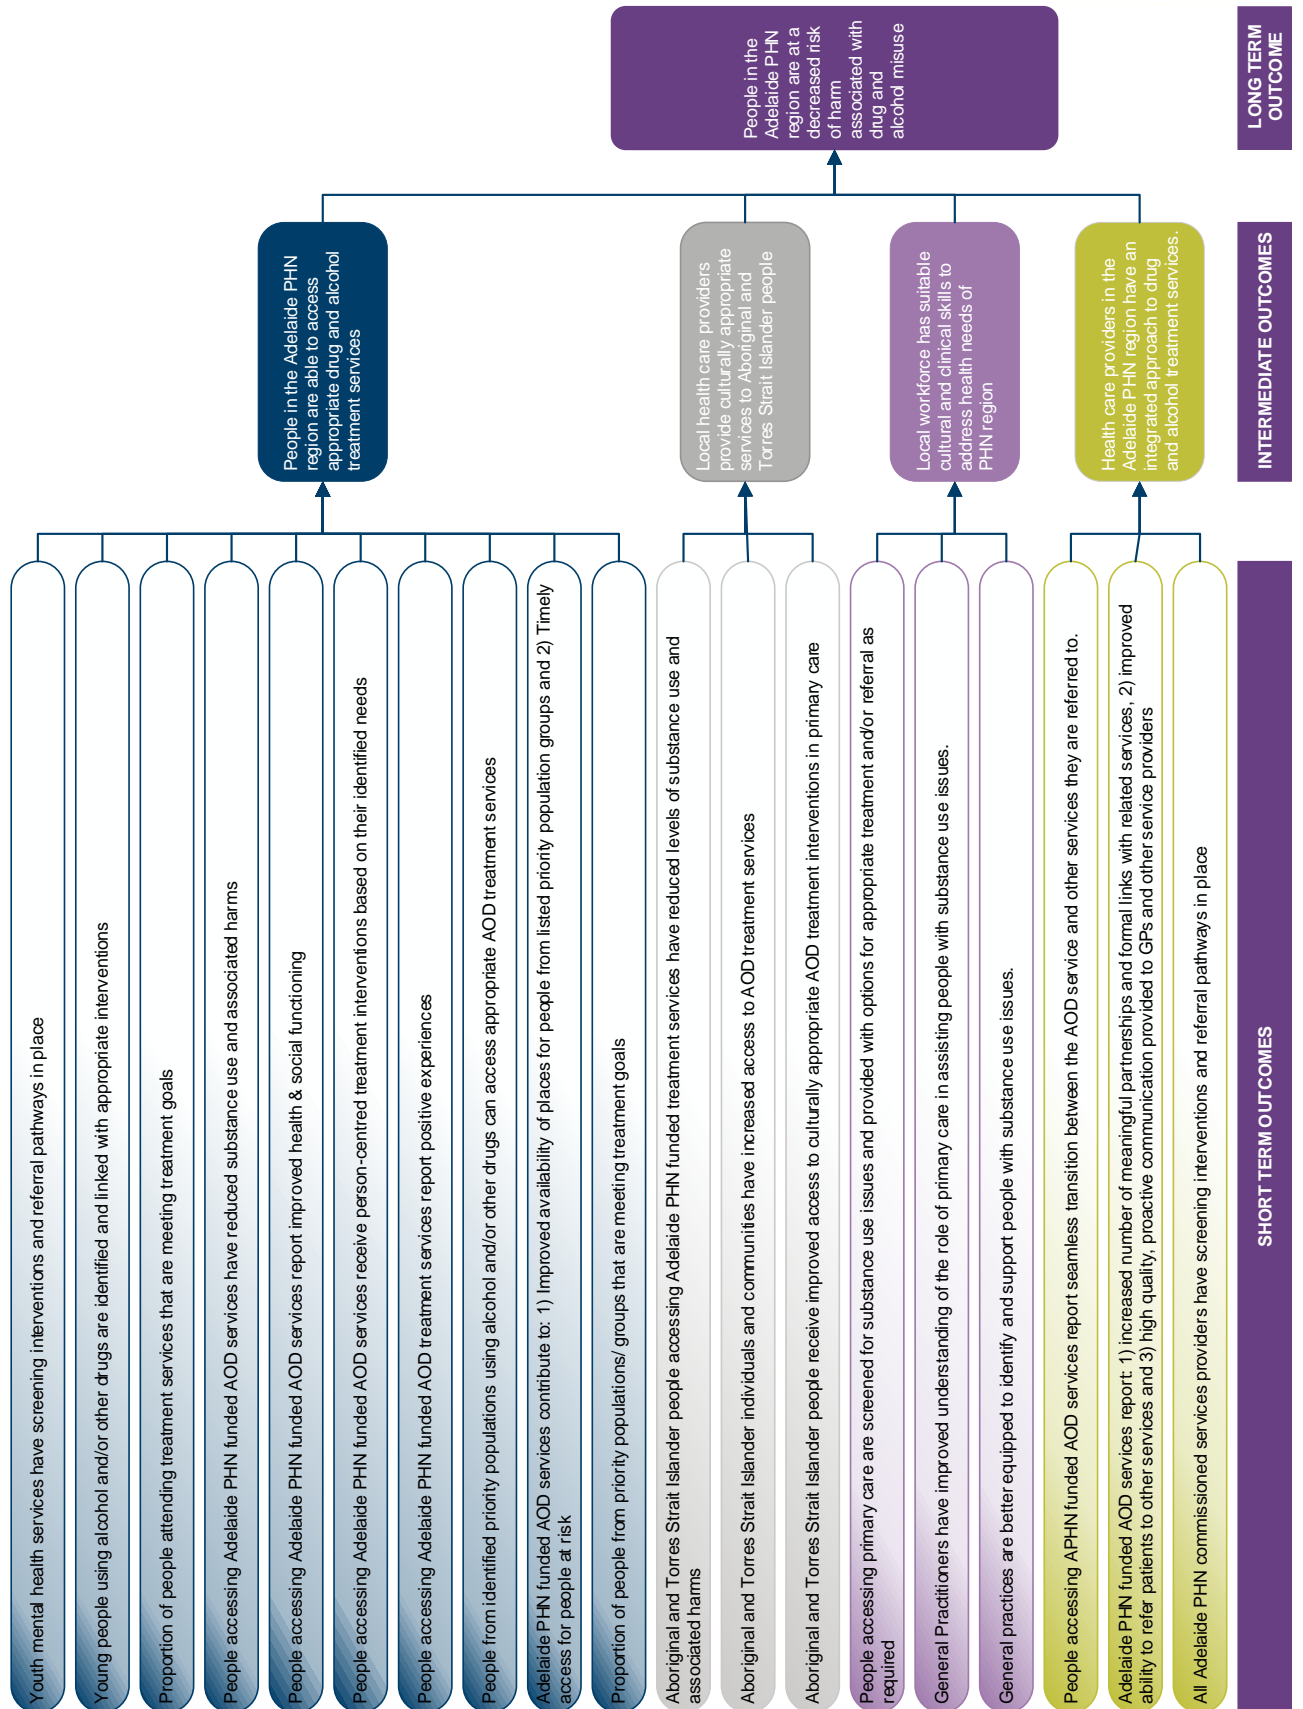 Youth mental health services have screening interventions and referral pathways in place
Young people using alcohol and/or other drugs are identified and linked with appropriate interventions
Proportion of people attending treatment services that are meeting treatment goals
People accessing Adelaide PHN funded AOD services have reduced substance use and associated harms
People accessing Adelaide PHN funded AOD services report improved health & social functioning
People accessing Adelaide PHN funded AOD services receive person-centred treatment interventions based on their identified needs
People accessing Adelaide PHN funded AOD treatment services report positive experiences
People from identified priority populations using alcohol and/or other drugs can access appropriate AOD treatment services
Adelaide PHN funded AOD services contribute to: 1) Improved availability of places for people from listed priority population groups and 2) Timely
access for people at risk
Proportion of people from priority populations/ groups that are meeting treatment goals
Aboriginal and Torres Strait Islander people accessing Adelaide PHN funded treatment services have reduced levels of substance use and
associated harms
Aboriginal and Torres Strait Islander individuals and communities have increased access to AOD treatment services
Aboriginal and Torres Strait Islander people receive improved access to culturally appropriate AOD treatment interventions in primary care
People accessing primary care are screened for substance use issues and provided with options for appropriate treatment and/or referral as
required
General Practitioners have improved understanding of the role of primary care in assisting people with substance use issues.
General practices are better equipped to identify and support people with substance use issues.
People accessing APHN funded AOD services report seamless transition between the AOD service and other services they are referred to.
Adelaide PHN funded AOD services report: 1) increased number of meaningful partnerships and formal links with related services, 2) improved
ability to refer patients to other services and 3) high quality, proactive communication provided to GPs and other service providers
All Adelaide PHN commissioned services providers have screening interventions and referral pathways in place
SHORT TERM OUTCOMES
People in the Adelaide PHN
region are able to access
appropriate drug and alcohol
treatment services
Local health care providers
provide culturally appropriate
services to Aboriginal and
Torres Strait Islander people
Local workforce has suitable
cultural and clinical skills to
address health needs of
PHN region
Health care providers in the
Adelaide PHN region have an
integrated approach to drug
and alcohol treatment services.
INTERMEDIATE OUTCOMES
People in the
Adelaide PHN
region are at a
decreased risk
of harm
associated with
drug and
alcohol misuse
LONG TERM
OUTCOME